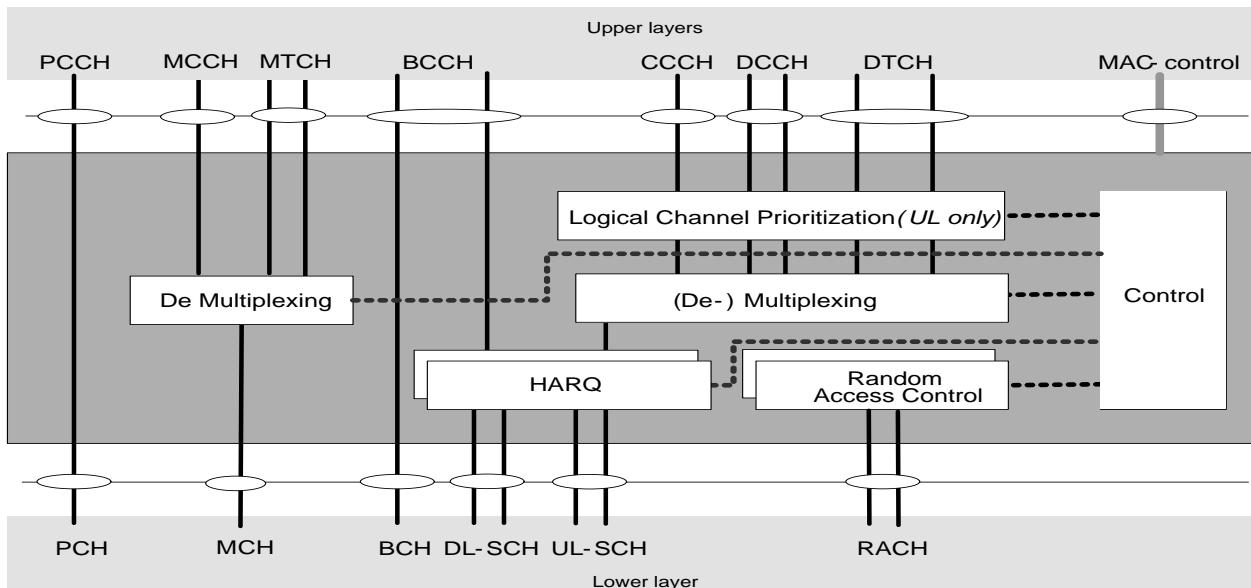 Upper layers
PCCH MCCH MTCH BCCH CCCH DCCH DTCH MAC- control
Logical Channel Prioritization (UL only)
De Multiplexing
(De-) Multiplexing
Control
HARQ
Random
Access Control
PCH MCH BCH DL-SCH UL-SCH RACH
Lower layer